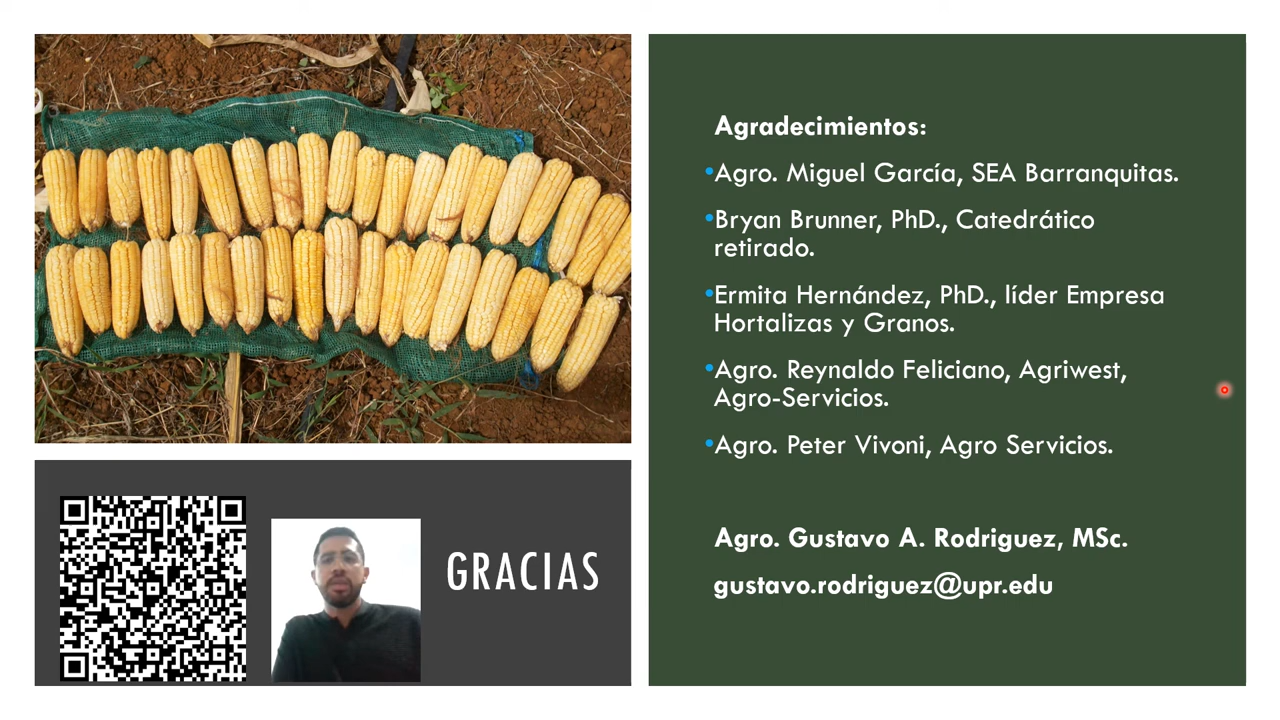 Agradecimientos:
•Agro. Miguel García, SEA Barranquitas.
•Bryan Brunner, PhD., Catedrático
retirado.
•Ermita Hernández, PhD., líder Empresa
Hortalizas y Granos.
•Agro. Reynaldo Feliciano, Agriwest,
Agro-Servicios.
•Agro. Peter Vivoni, Agro Servicios.
Agro. Gustavo A. Rodriguez, MSc.
gustavo.rodriguez@upr.edu
GRACIAS